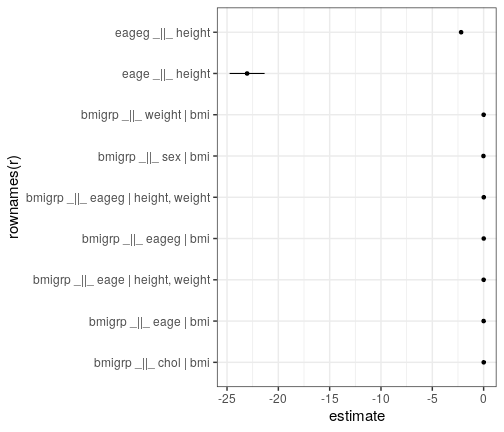 eageg _||_ height
eage _||_ height
bmigrp _||_ weight | bmi
bmigrp _||_ sex | bmi
bmigrp _||_ eageg | height, weight
bmigrp _||_ eageg | bmi
bmigrp _||_ eage | height, weight
bmigrp _||_ eage | bmi
bmigrp _||_ chol | bmi
rownames(r)
-25 -20 -15 -10 -5 0
estimate